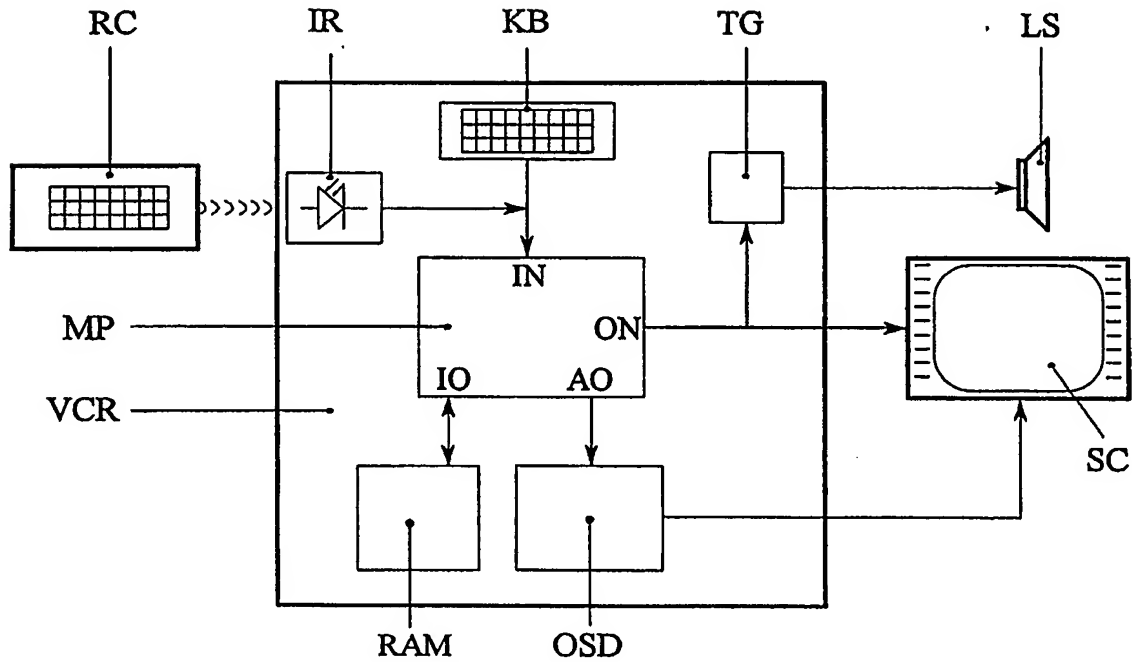 RC IR KB TG LS
IN
MP
ON
IO AO
VCR
SC
RAM OSD